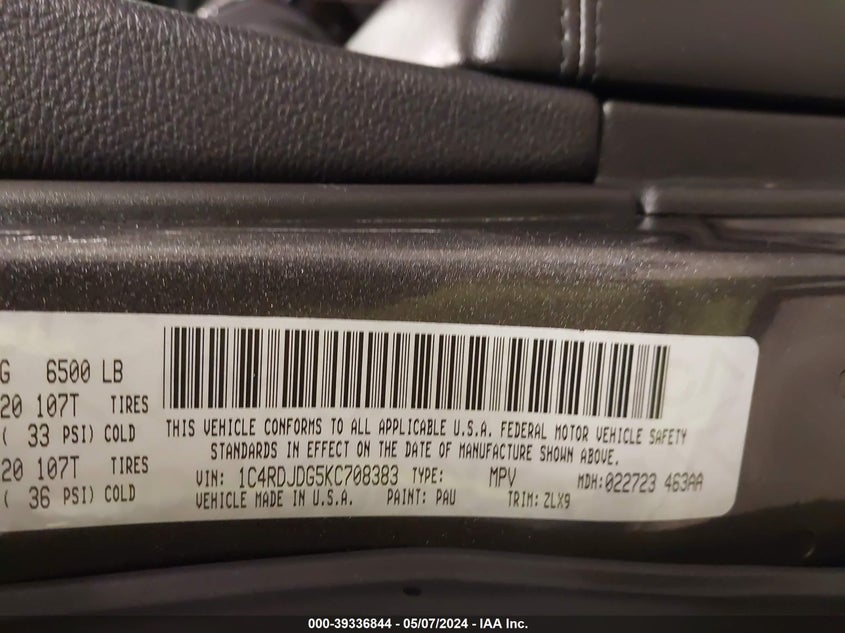 G 6500 LB
20 107T TIRES
( 33 PSI) COLD
20 107T TIRES
( 36 PSI) COLD
THIS VEHICLE CONFORMS TO ALL APPLICABLE U.S.A. FEDERAL MOTOR VEHICLE SAFETY
STANDARDS IN EFFECT ON THE DATE OF MANUFACTURE SHOWN ABOVE.
VIN: 1C4RDJDG5KC708383 TYPE: MPV MDH:022723 463AA
VEHICLE MADE IN U.S.A. PAINT: PAU TRIM: ZLX9
000-39336844 — 05/07/2024 — IAA Inc.